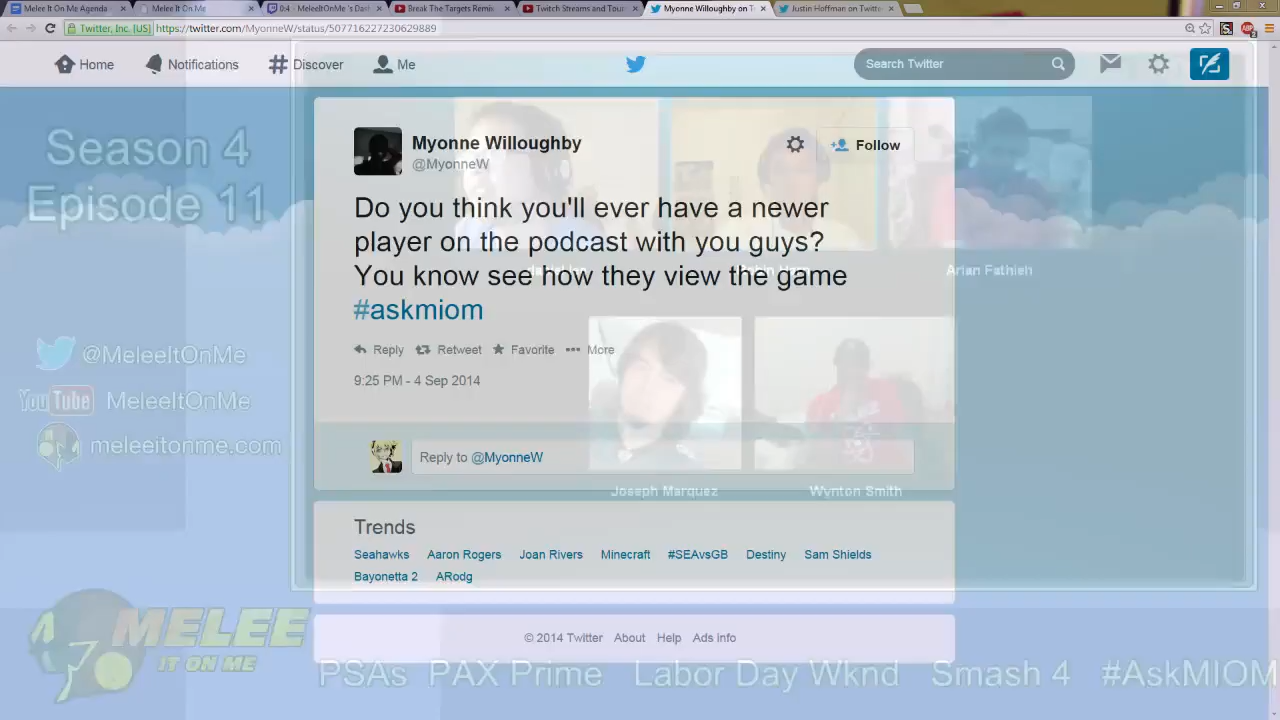 Melee It On Me Agenda
Melee It On Me
0:4
MeleeItOnMe
Break The Targets
Twitch Streams and
Myonne Willoughby on
Justin Hoffman on Twitter
Twitter, Inc. [US]
https://twitter.com/MyonneW/status/507716227230629889
Home
Notifications
Discover
Me
Search Twitter
Season 4
Episode 11
Myonne Willoughby
@MyonneW
Follow
Do you think you'll ever have a newer
player on the podcast with you guys?
You know see how they view the game
#askmiom
Arian Fathieh
Reply
Retweet
Favorite
More
9:25 PM - 4 Sep 2014
@MeleeItOnMe
YouTube MeleeItOnMe
meleeitonme.com
Reply to @MyonneW
Joseph Marquez
Wynton Smith
Trends
Seahawks Aaron Rogers Joan Rivers Minecraft #SEAvsGB Destiny Sam Shields
Bayonetta 2 ARodg
© 2014 Twitter About Help Ads info
MELEE
IT ON ME
PSAs PAX Prime Labor Day Wknd Smash 4 #AskMIOM